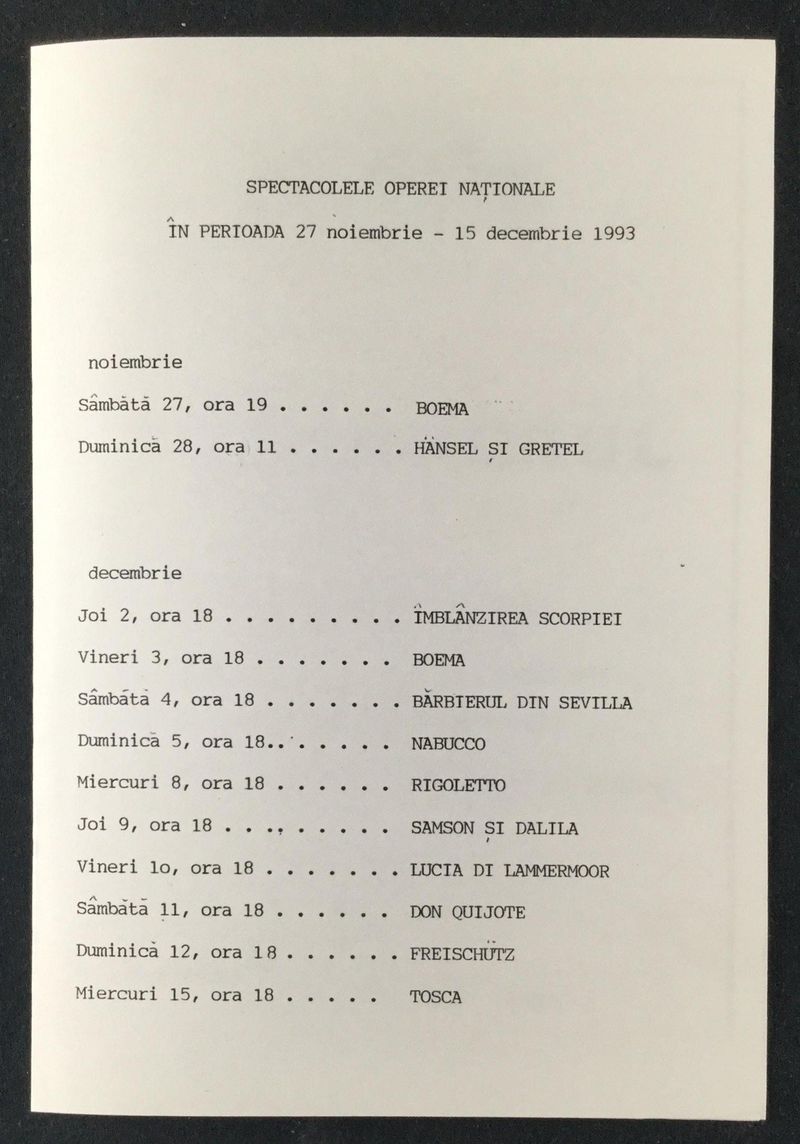 SPECTACOLELE OPEREI NAȚIONALE
ÎN PERIOADA 27 noiembrie - 15 decembrie 1993
noiembrie
Sâmbătă 27, ora 19 . . . . . . BOEMA
Duminică 28, ora 11 . . . . . . HÄNSEL ȘI GRETEL
decembrie
Joi 2, ora 18 . . . . . . . . . ÎMBLÂNZIREA SCORPIEI
Vineri 3, ora 18 . . . . . . . BOEMA
Sâmbătă 4, ora 18 . . . . . . . BĂRBIERUL DIN SEVILLA
Duminică 5, ora 18.. . . . . . NABUCCO
Miercuri 8, ora 18 . . . . . . RIGOLETTO
Joi 9, ora 18 . . . . . . . . . SAMSON ȘI DALILA
Vineri 1o, ora 18 . . . . . . . LUCIA DI LAMMERMOOR
Sâmbătă 11, ora 18 . . . . . . DON QUIJOTE
Duminică 12, ora 18 . . . . . . FREISCHÜTZ
Miercuri 15, ora 18 . . . . . TOSCA